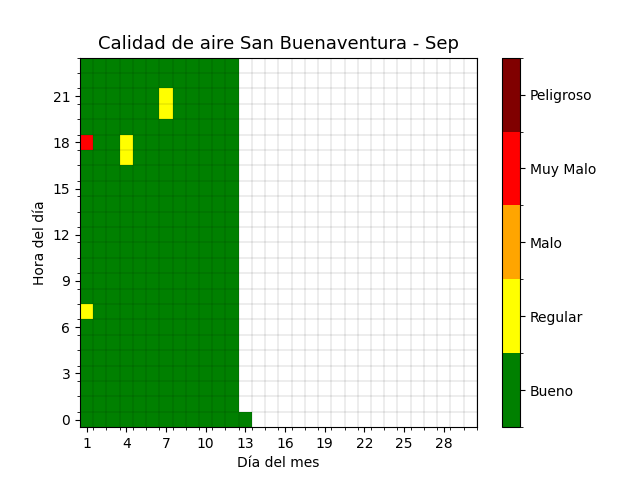 Calidad de aire San Buenaventura - Sep
Hora del día
21
18
15
12
9
6
3
0
1 4 7 10 13 16 19 22 25 28
Día del mes
Peligroso
Muy Malo
Malo
Regular
Bueno